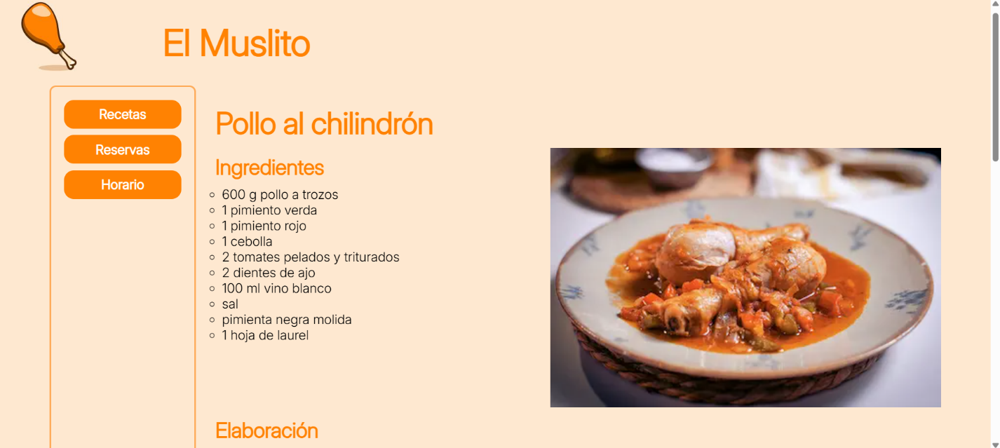 El Muslito
Recetas
Reservas
Horario
Pollo al chilindrón
Ingredientes
600 g pollo a trozos
1 pimiento verda
1 pimiento rojo
1 cebolla
2 tomates pelados y triturados
2 dientes de ajo
100 ml vino blanco
sal
pimienta negra molida
1 hoja de laurel
Elaboración